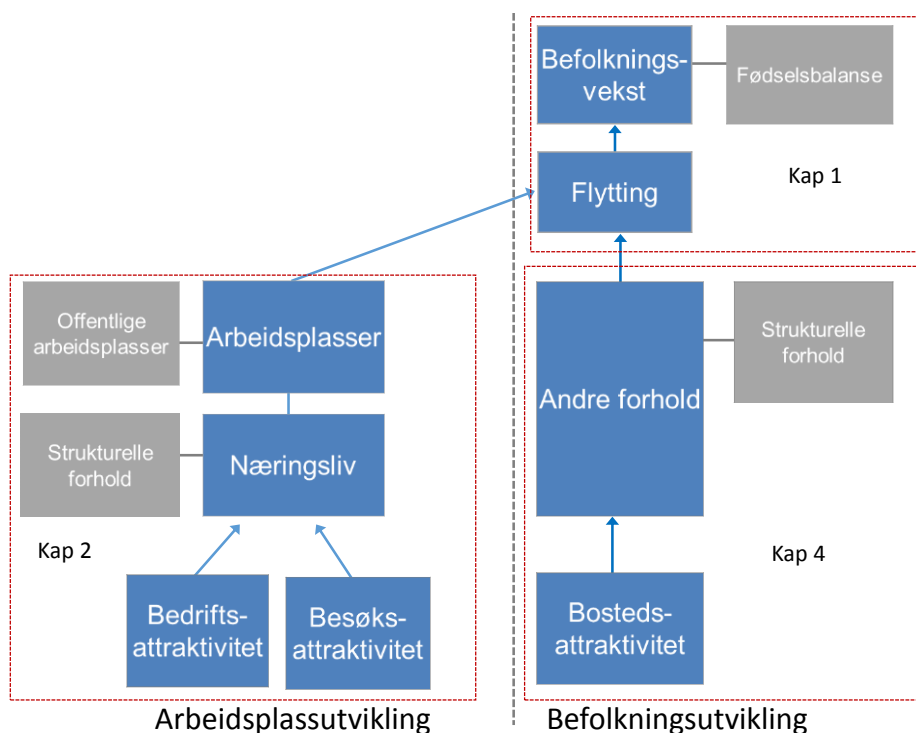 Befolknings-
vekst
Fødselsbalanse
Flytting
Kap 1
Offentlige
arbeidsplasser
Arbeidsplasser
Strukturelle
forhold
Næringsliv
Kap 2
Bedrifts-
attraktivitet
Besøks-
attraktivitet
Andre forhold
Strukturelle
forhold
Kap 4
Bosteds-
attraktivitet
Arbeidsplassutvikling
Befolkningsutvikling